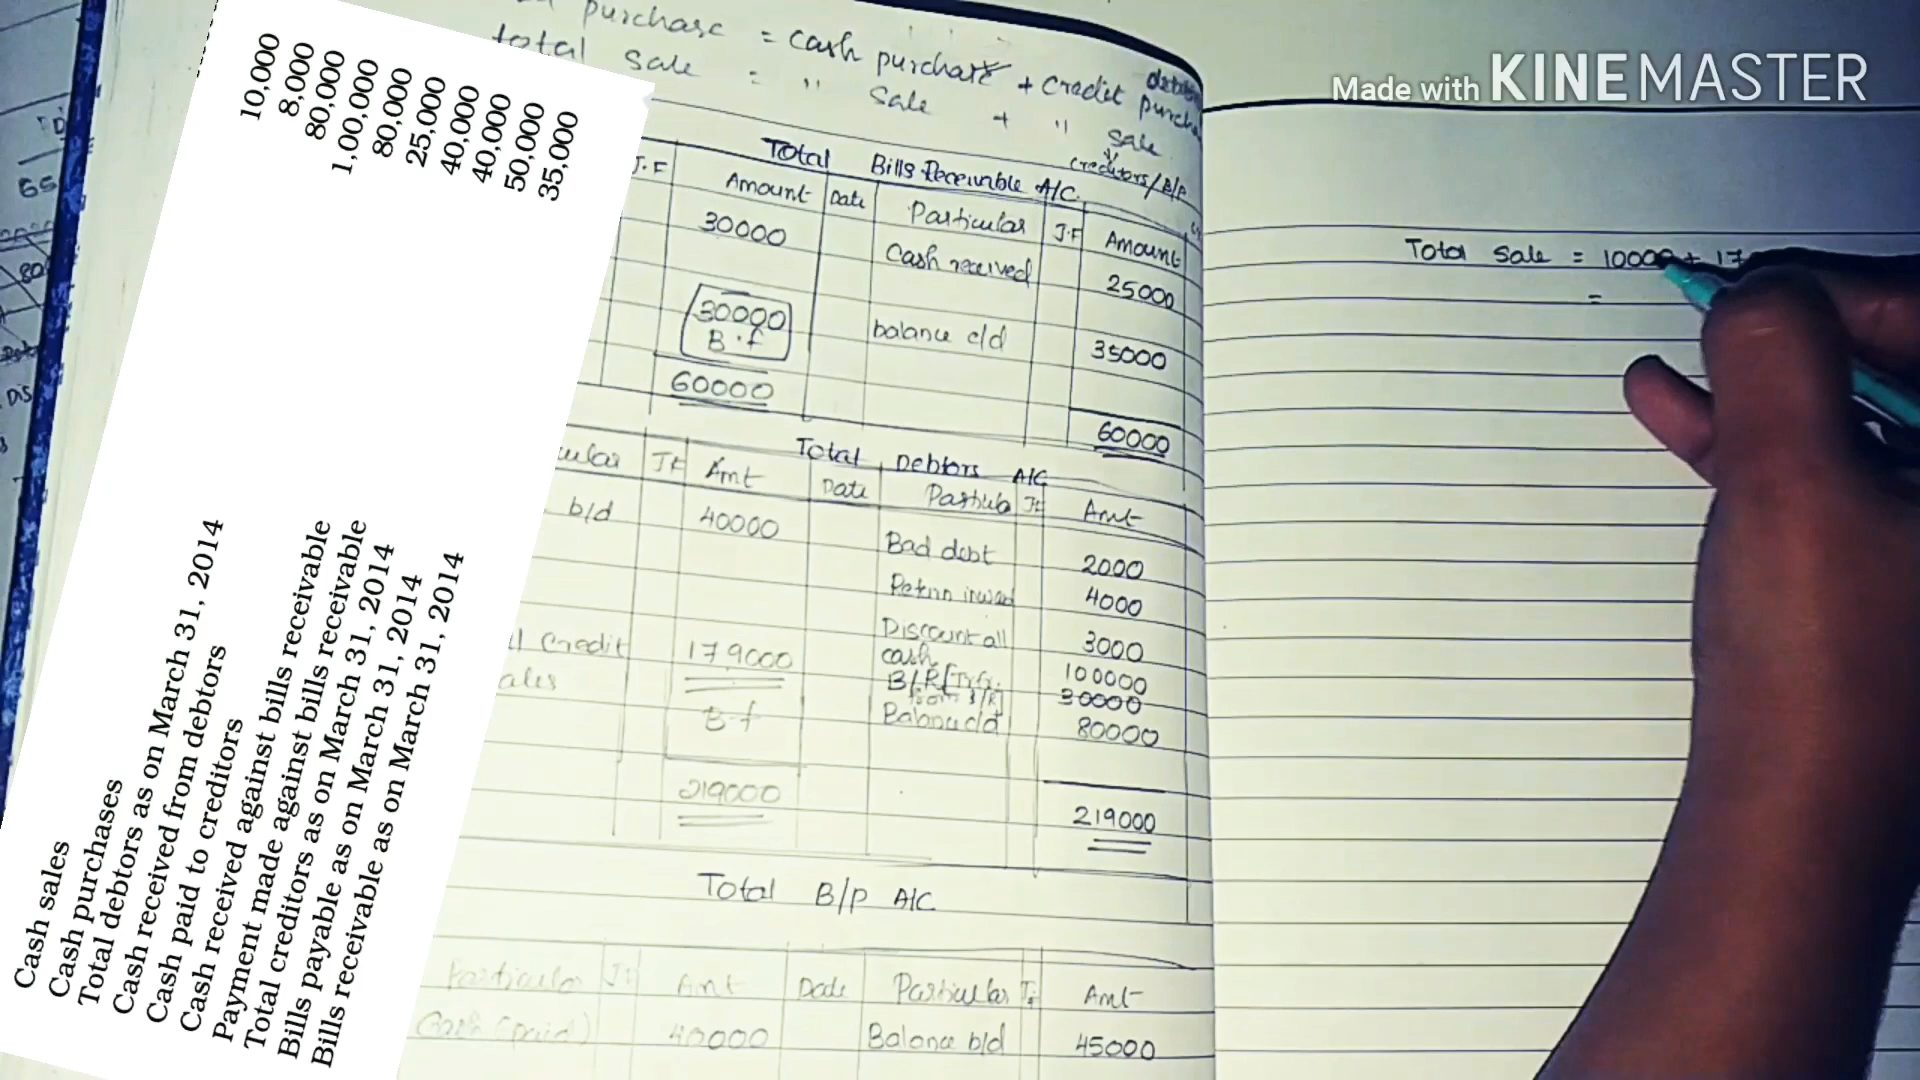 Cash sales 10,000
Cash purchases 8,000
Total debtors as on March 31, 2014 80,000
Cash received from debtors 1,00,000
Cash paid to creditors 80,000
Cash received against bills receivable 25,000
Payment made against bills receivable 40,000
Total creditors as on March 31, 2014 40,000
Bills payable as on March 31, 2014 50,000
Bills receivable as on March 31, 2014 35,000
purchase = cash purchase + credit purcha
total sale = " sale + " sale
creditors/B/P
Total Bills Receivable A/C
J.F Amount Date Particular J.F Amount
30000 Cash received 25000
30000 balance c/d 35000
B.f
60000 60000
Total Debtors A/C
ular J.F Amt Date Particula J.F Amt
b/d 40000 Bad debt 2000
Return inward 4000
Discount all 3000
l Credit 179000 cash 100000
ales B/R [Trfr. from B/R] 30000
B.f Balance c/d 80000
219000 219000
Total B/P A/C
Particular J.F Amt Date Particular J.F Amt
Cash (paid) 40000 Balance b/d 45000
Total Sale = 10000 + 17
=
Made with KINEMASTER